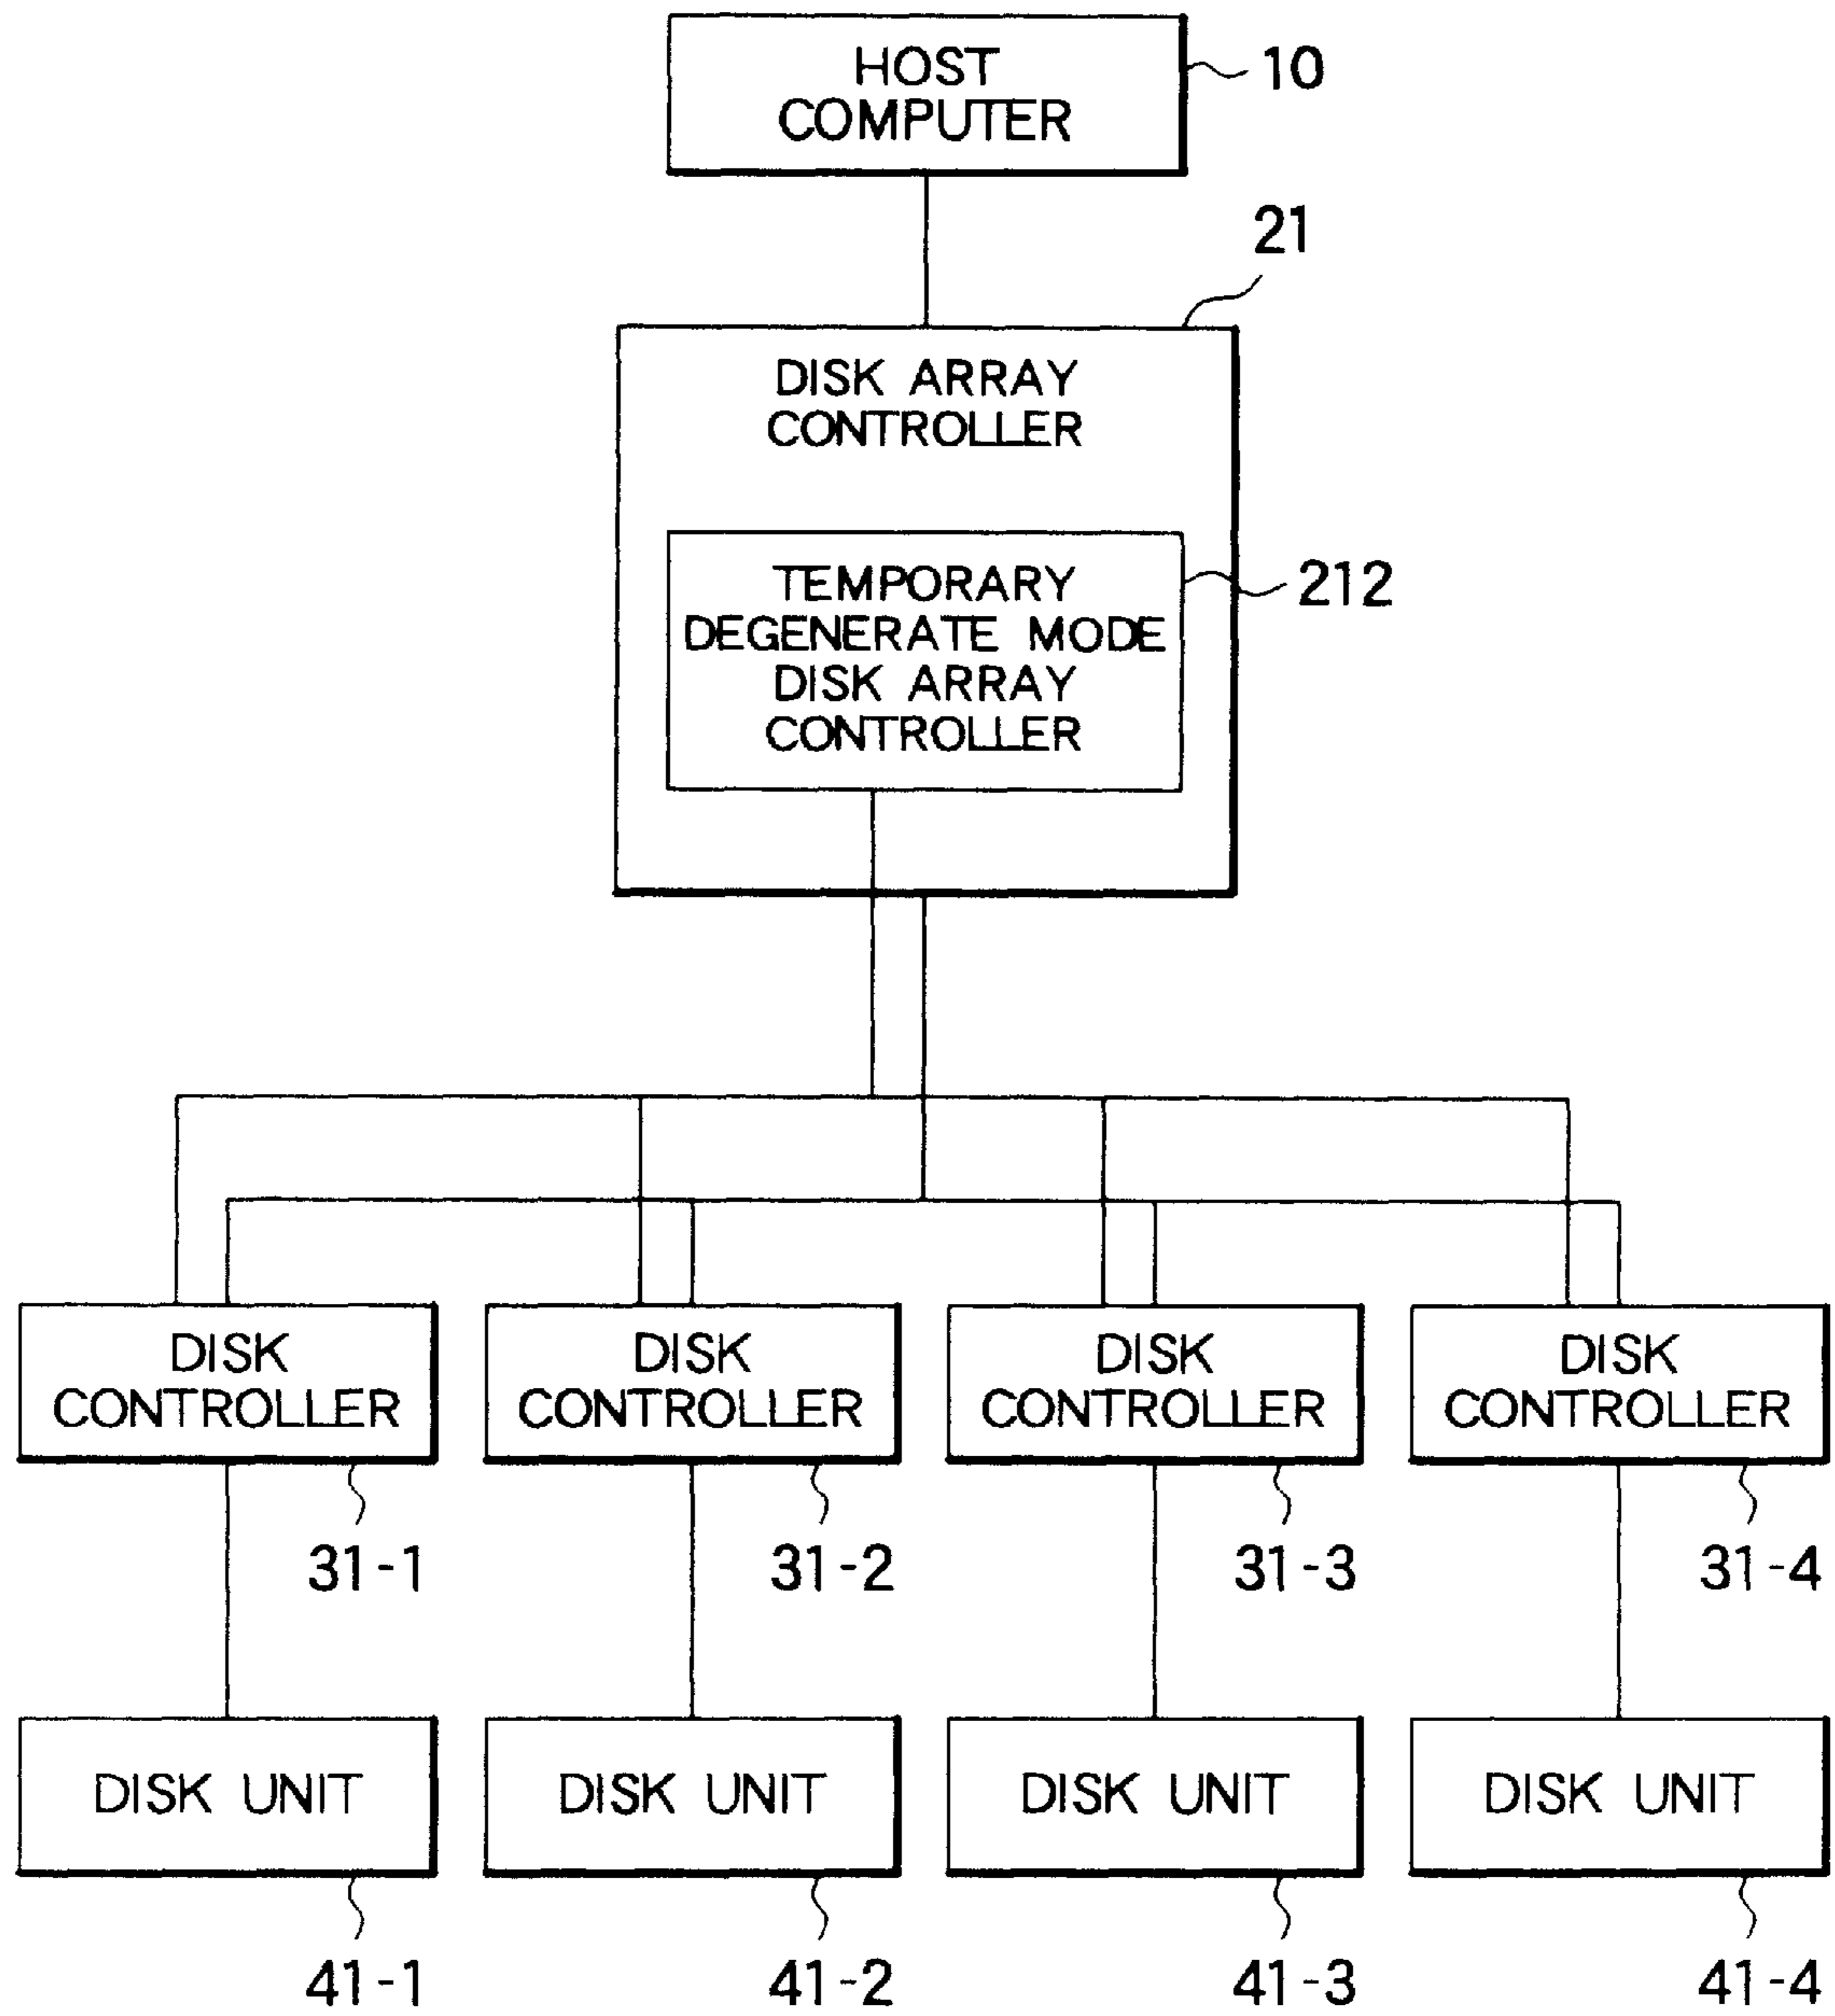 HOST
COMPUTER
10
21
DISK ARRAY
CONTROLLER
TEMPORARY
DEGENERATE MODE
DISK ARRAY
CONTROLLER
212
DISK
CONTROLLER
DISK
CONTROLLER
DISK
CONTROLLER
DISK
CONTROLLER
31-1
31-2
31-3
31-4
DISK UNIT
DISK UNIT
DISK UNIT
DISK UNIT
41-1
41-2
41-3
41-4